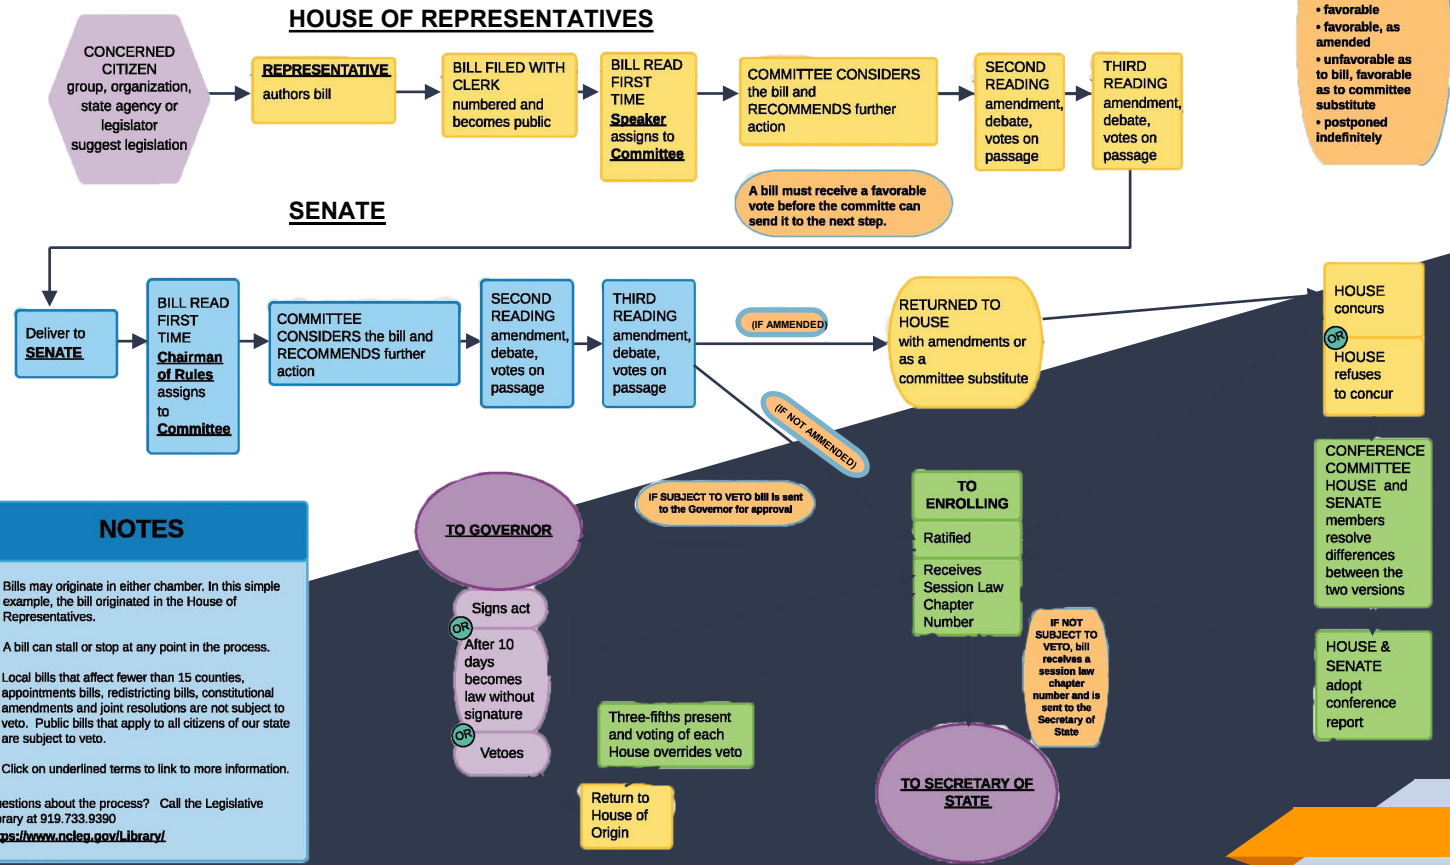 HOUSE OF REPRESENTATIVES
CONCERNED
CITIZEN
group, organization,
state agency or
legislator
suggest legislation
REPRESENTATIVE
authors bill
BILL FILED WITH
CLERK
numbered and
becomes public
BILL READ
FIRST
TIME
Speaker
assigns to
Committee
COMMITTEE CONSIDERS
the bill and
RECOMMENDS further
action
SECOND
READING
amendment,
debate,
votes on
passage
THIRD
READING
amendment,
debate,
votes on
passage
• favorable
• favorable, as
amended
• unfavorable as
to bill, favorable
as to committee
substitute
• postponed
indefinitely
A bill must receive a favorable
vote before the committe can
send it to the next step.
SENATE
Deliver to
SENATE
BILL READ
FIRST
TIME
Chairman
of Rules
assigns
to
Committee
COMMITTEE
CONSIDERS the bill and
RECOMMENDS further
action
SECOND
READING
amendment,
debate,
votes on
passage
THIRD
READING
amendment,
debate,
votes on
passage
(IF AMMENDED)
(IF NOT AMMENDED)
RETURNED TO
HOUSE
with amendments or
as a
committee substitute
HOUSE
concurs
OR
HOUSE
refuses
to concur
CONFERENCE
COMMITTEE
HOUSE and
SENATE
members
resolve
differences
between the
two versions
HOUSE &
SENATE
adopt
conference
report
TO
ENROLLING
Ratified
Receives
Session Law
Chapter
Number
IF SUBJECT TO VETO bill is sent
to the Governor for approval
TO GOVERNOR
Signs act
OR
After 10
days
becomes
law without
signature
OR
Vetoes
Three-fifths present
and voting of each
House overrides veto
Return to
House of
Origin
IF NOT
SUBJECT TO
VETO, bill
receives a
session law
chapter
number and is
sent to the
Secretary of
State
TO SECRETARY OF
STATE
NOTES
Bills may originate in either chamber. In this simple
example, the bill originated in the House of
Representatives.
A bill can stall or stop at any point in the process.
Local bills that affect fewer than 15 counties,
appointments bills, redistricting bills, constitutional
amendments and joint resolutions are not subject to
veto. Public bills that apply to all citizens of our state
are subject to veto.
Click on underlined terms to link to more information.
uestions about the process? Call the Legislative
brary at 919.733.9390
ps://www.ncleg.gov/Library/